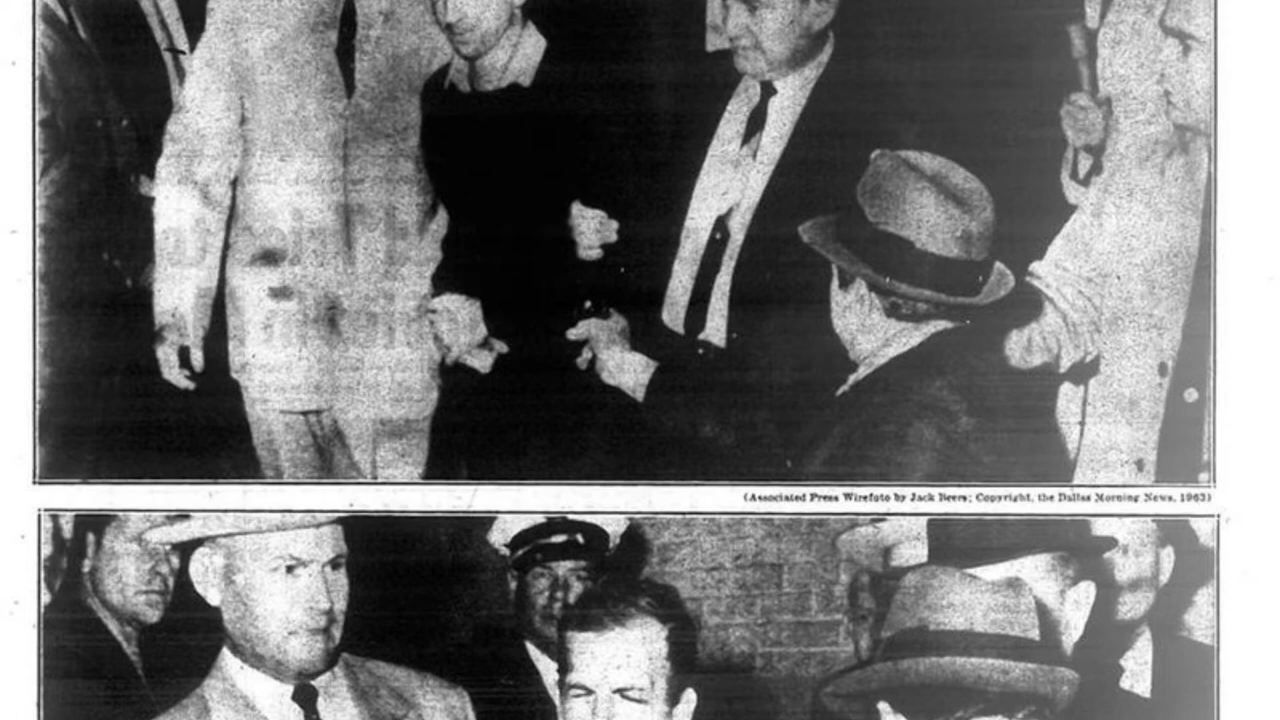 (Associated Press Wirefoto by Jack Beers; Copyright, the Dallas Morning News, 1963)